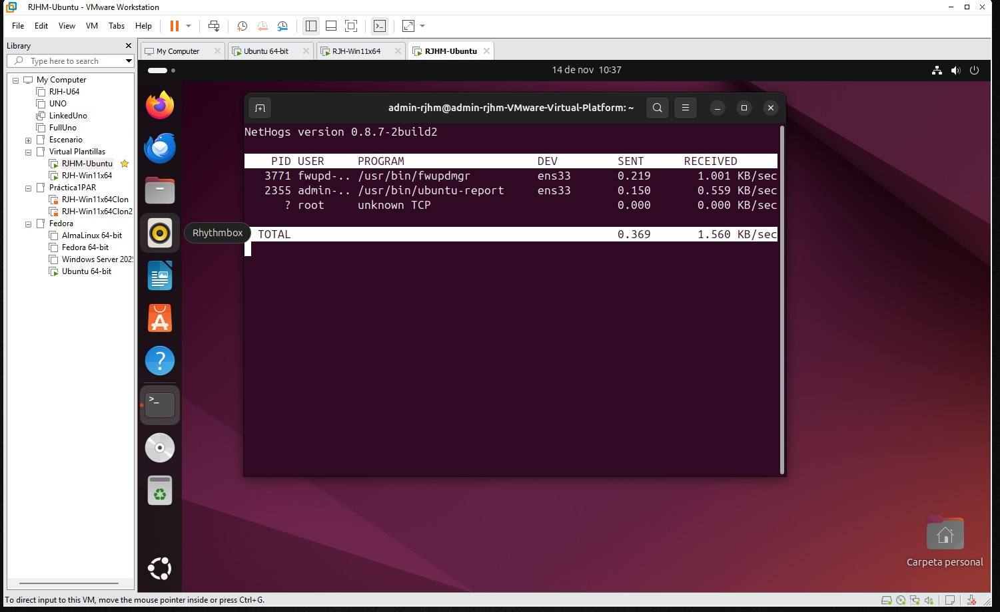 RJHM-Ubuntu - VMware Workstation
File Edit View VM Tabs Help
Library
Type here to search
My Computer
RJH-U64
UNO
LinkedUno
FullUno
Escenario
Virtual Plantillas
RJHM-Ubuntu
RJH-Win11x64
Práctica1PAR
RJH-Win11x64Clon
RJH-Win11x64Clon2
Fedora
AlmaLinux 64-bit
Fedora 64-bit
Windows Server 202
Ubuntu 64-bit
My Computer Ubuntu 64-bit RJH-Win11x64 RJHM-Ubuntu
14 de nov 10:37
admin-rjhm@admin-rjhm-VMware-Virtual-Platform: ~
NetHogs version 0.8.7-2build2
PID USER PROGRAM DEV SENT RECEIVED
3771 fwupd-.. /usr/bin/fwupdmgr ens33 0.219 1.001 KB/sec
2355 admin-.. /usr/bin/ubuntu-report ens33 0.150 0.559 KB/sec
? root unknown TCP 0.000 0.000 KB/sec
TOTAL 0.369 1.560 KB/sec
Rhythmbox
Carpeta personal
To direct input to this VM, move the mouse pointer inside or press Ctrl+G.